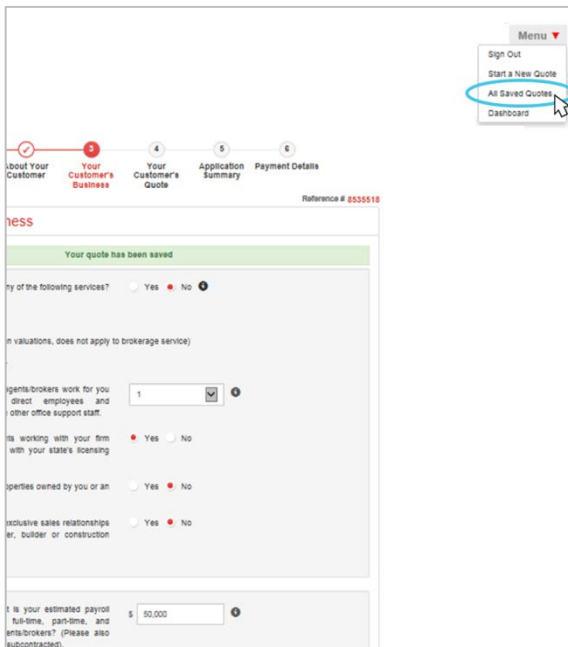 Menu ▼
Sign Out
Start a New Quote
All Saved Quotes
Dashboard
3 4 5 6
About Your Customer
Your Customer's Business
Your Customer's Quote
Application Summary
Payment Details
Reference # 8535518
ness
Your quote has been saved
ny of the following services? Yes No
n valuations, does not apply to brokerage service)
agents/brokers work for you
direct employees and
other office support staff.
1
nts working with your firm
with your state's licensing
Yes No
operties owned by you or an
Yes No
exclusive sales relationships
er, builder or construction
Yes No
t is your estimated payroll
full-time, part-time, and
ents/brokers? (Please also
subcontracted).
$ 50,000